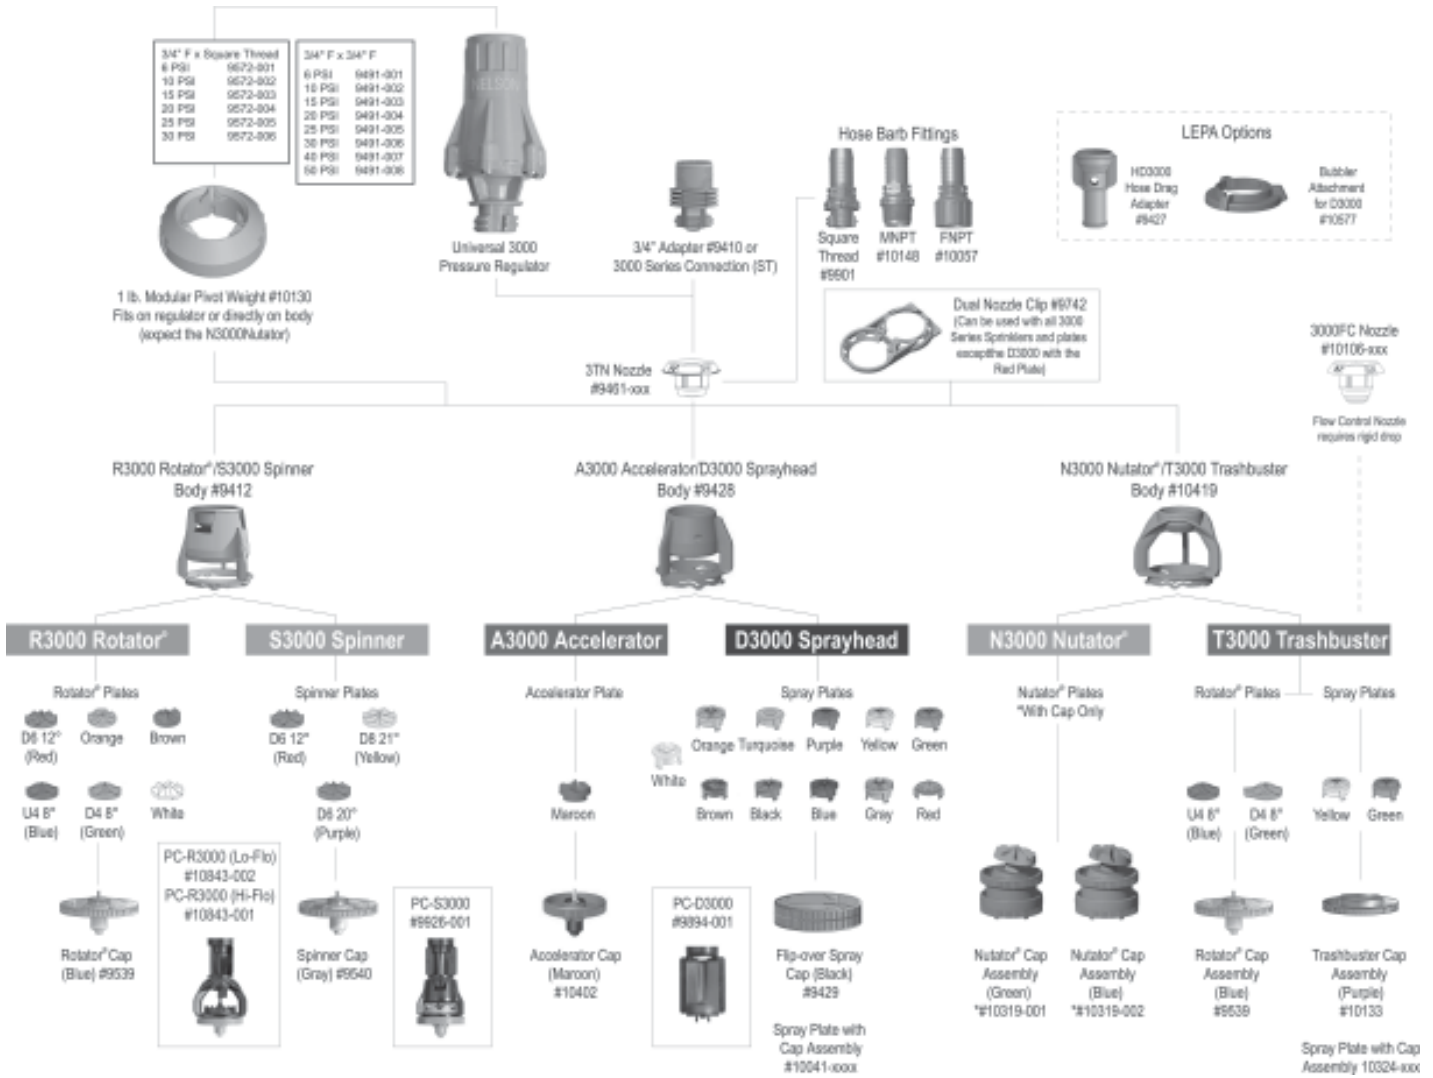 3/4" F x Square Thread
6 PSI 9572-001
10 PSI 9572-002
15 PSI 9572-003
20 PSI 9572-004
25 PSI 9572-005
30 PSI 9572-006
3/4" F x 3/4" F
6 PSI 9491-001
10 PSI 9491-002
15 PSI 9491-003
20 PSI 9491-004
25 PSI 9491-005
30 PSI 9491-006
40 PSI 9491-007
50 PSI 9491-008
NELSON
Universal 3000
Pressure Regulator
3/4" Adapter #9410 or
3000 Series Connection (ST)
Hose Barb Fittings
Square
Thread
#9901
MNPT
#10148
FNPT
#10057
LEPA Options
HD3000
Hose Drag
Adapter
#9427
Bubbler
Attachment
for D3000
#10577
1 lb. Modular Pivot Weight #10130
Fits on regulator or directly on body
(expect the N3000Nutator)
Dual Nozzle Clip #9742
(Can be used with all 3000
Series Sprinklers and plates
exceptthe D3000 with the
Red Plate)
3TN Nozzle
#9461-xxx
3000FC Nozzle
#10106-xxx
Flow Control Nozzle
requires rigid drop
R3000 Rotator®/S3000 Spinner
Body #9412
A3000 Accelerator/D3000 Sprayhead
Body #9428
N3000 Nutator®/T3000 Trashbuster
Body #10419
R3000 Rotator®
S3000 Spinner
A3000 Accelerator
D3000 Sprayhead
N3000 Nutator®
T3000 Trashbuster
Rotator® Plates
D6 12°
(Red)
Orange
Brown
U4 8°
(Blue)
D4 8°
(Green)
White
Rotator® Cap
(Blue) #9539
PC-R3000 (Lo-Flo)
#10843-002
PC-R3000 (Hi-Flo)
#10843-001
Spinner Plates
D6 12°
(Red)
D8 21°
(Yellow)
D6 20°
(Purple)
Spinner Cap
(Gray) #9540
PC-S3000
#9926-001
Accelerator Plate
Maroon
Accelerator Cap
(Maroon)
#10402
Spray Plates
White
Orange Turquoise Purple Yellow Green
Brown Black Blue Gray Red
PC-D3000
#9894-001
Flip-over Spray
Cap (Black)
#9429
Spray Plate with
Cap Assembly
#10041-xxxx
Nutator® Plates
*With Cap Only
Nutator® Cap
Assembly
(Green)
*#10319-001
Nutator® Cap
Assembly
(Blue)
*#10319-002
Rotator® Plates
U4 8°
(Blue)
D4 8°
(Green)
Rotator® Cap
Assembly
(Blue)
#9539
Spray Plates
Yellow Green
Trashbuster Cap
Assembly
(Purple)
#10133
Spray Plate with Cap
Assembly 10324-xxx